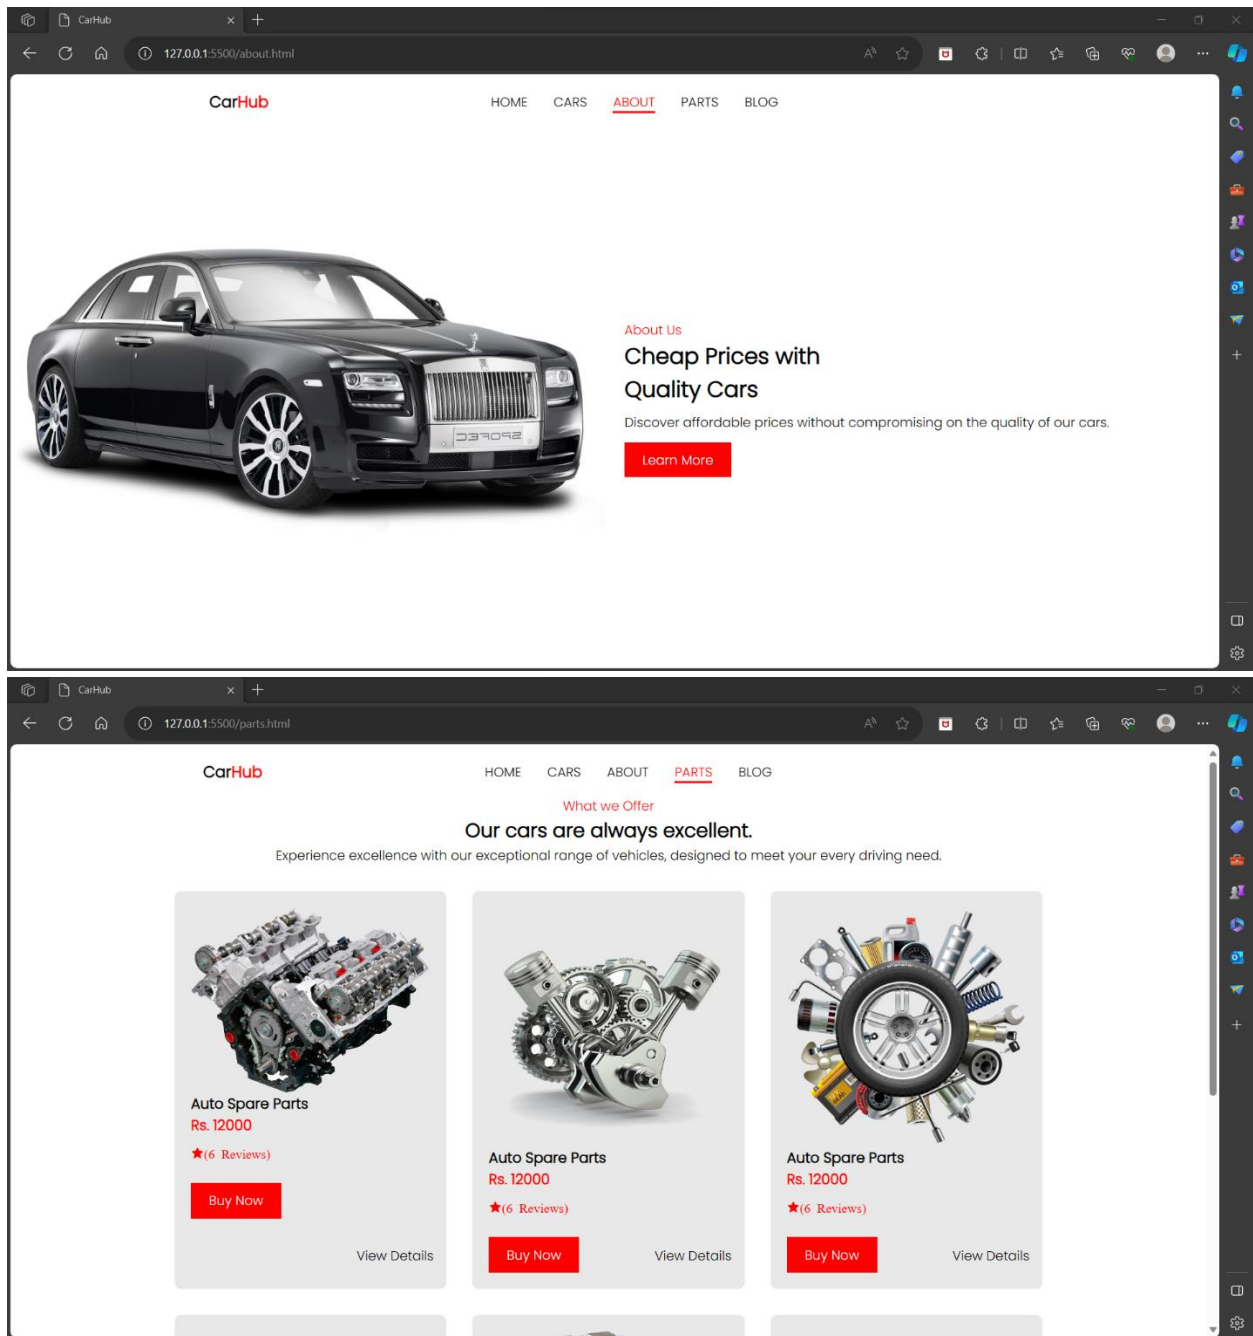 CarHub
127.0.0.1:5500/about.html
CarHub HOME CARS ABOUT PARTS BLOG
About Us
Cheap Prices with
Quality Cars
Discover affordable prices without compromising on the quality of our cars.
Learn More
CarHub
127.0.0.1:5500/parts.html
CarHub HOME CARS ABOUT PARTS BLOG
What we Offer
Our cars are always excellent.
Experience excellence with our exceptional range of vehicles, designed to meet your every driving need.
Auto Spare Parts
Rs. 12000
(6 Reviews)
Buy Now
View Details
Auto Spare Parts
Rs. 12000
(6 Reviews)
Buy Now View Details
Auto Spare Parts
Rs. 12000
(6 Reviews)
Buy Now View Details